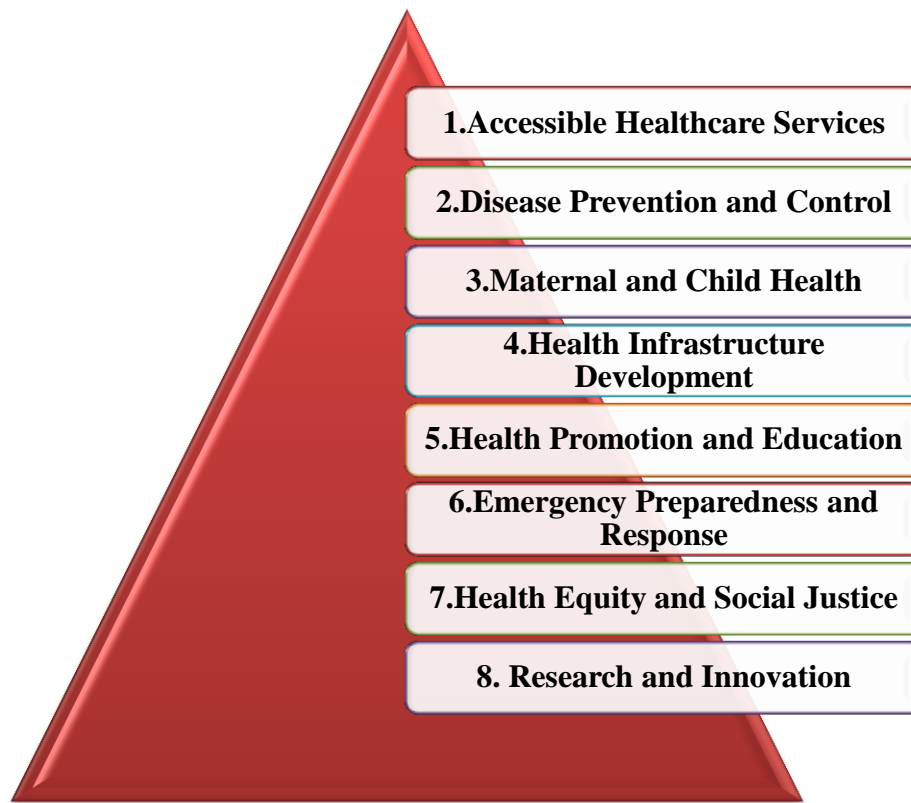 1.Accessible Healthcare Services
2.Disease Prevention and Control
3.Maternal and Child Health
4.Health Infrastructure
Development
5.Health Promotion and Education
6.Emergency Preparedness and
Response
7.Health Equity and Social Justice
8. Research and Innovation